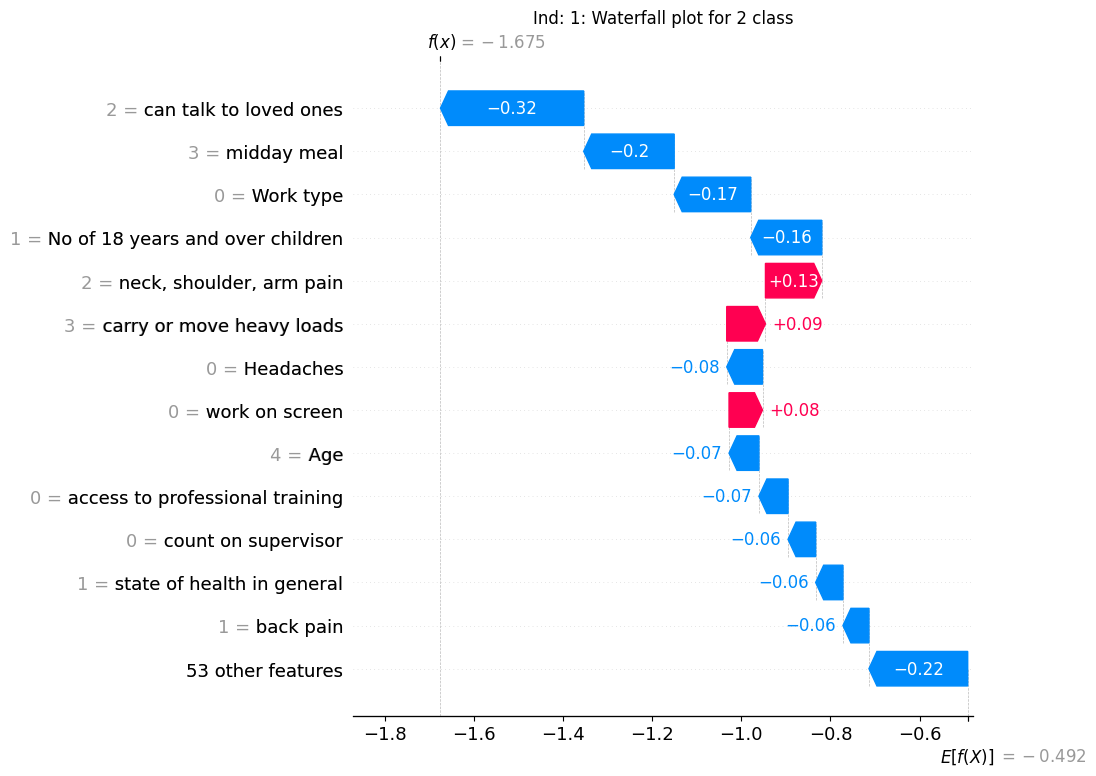 Ind: 1: Waterfall plot for 2 class
f(x) = −1.675
2 = can talk to loved ones
−0.32
3 = midday meal
−0.2
0 = Work type
−0.17
1 = No of 18 years and over children
−0.16
2 = neck, shoulder, arm pain
+0.13
3 = carry or move heavy loads
+0.09
0 = Headaches
−0.08
0 = work on screen
+0.08
4 = Age
−0.07
0 = access to professional training
−0.07
0 = count on supervisor
−0.06
1 = state of health in general
−0.06
1 = back pain
−0.06
53 other features
−0.22
−1.8 −1.6 −1.4 −1.2 −1.0 −0.8 −0.6
E[f(X)] = −0.492